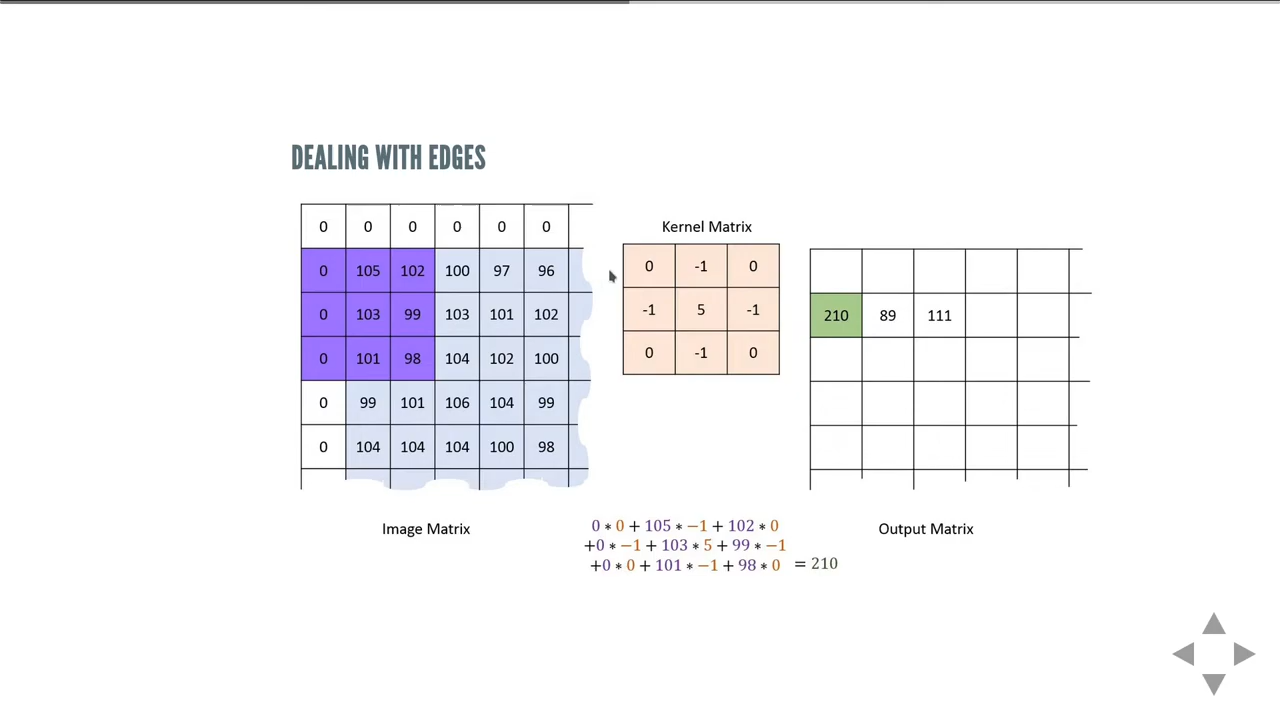 DEALING WITH EDGES
0 0 0 0 0 0
0 105 102 100 97 96
0 103 99 103 101 102
0 101 98 104 102 100
0 99 101 106 104 99
0 104 104 104 100 98
Image Matrix
Kernel Matrix
0 -1 0
-1 5 -1
0 -1 0
210 89 111
Output Matrix
0 ∗ 0 + 105 ∗ −1 + 102 ∗ 0
+0 ∗ −1 + 103 ∗ 5 + 99 ∗ −1
+0 ∗ 0 + 101 ∗ −1 + 98 ∗ 0 = 210